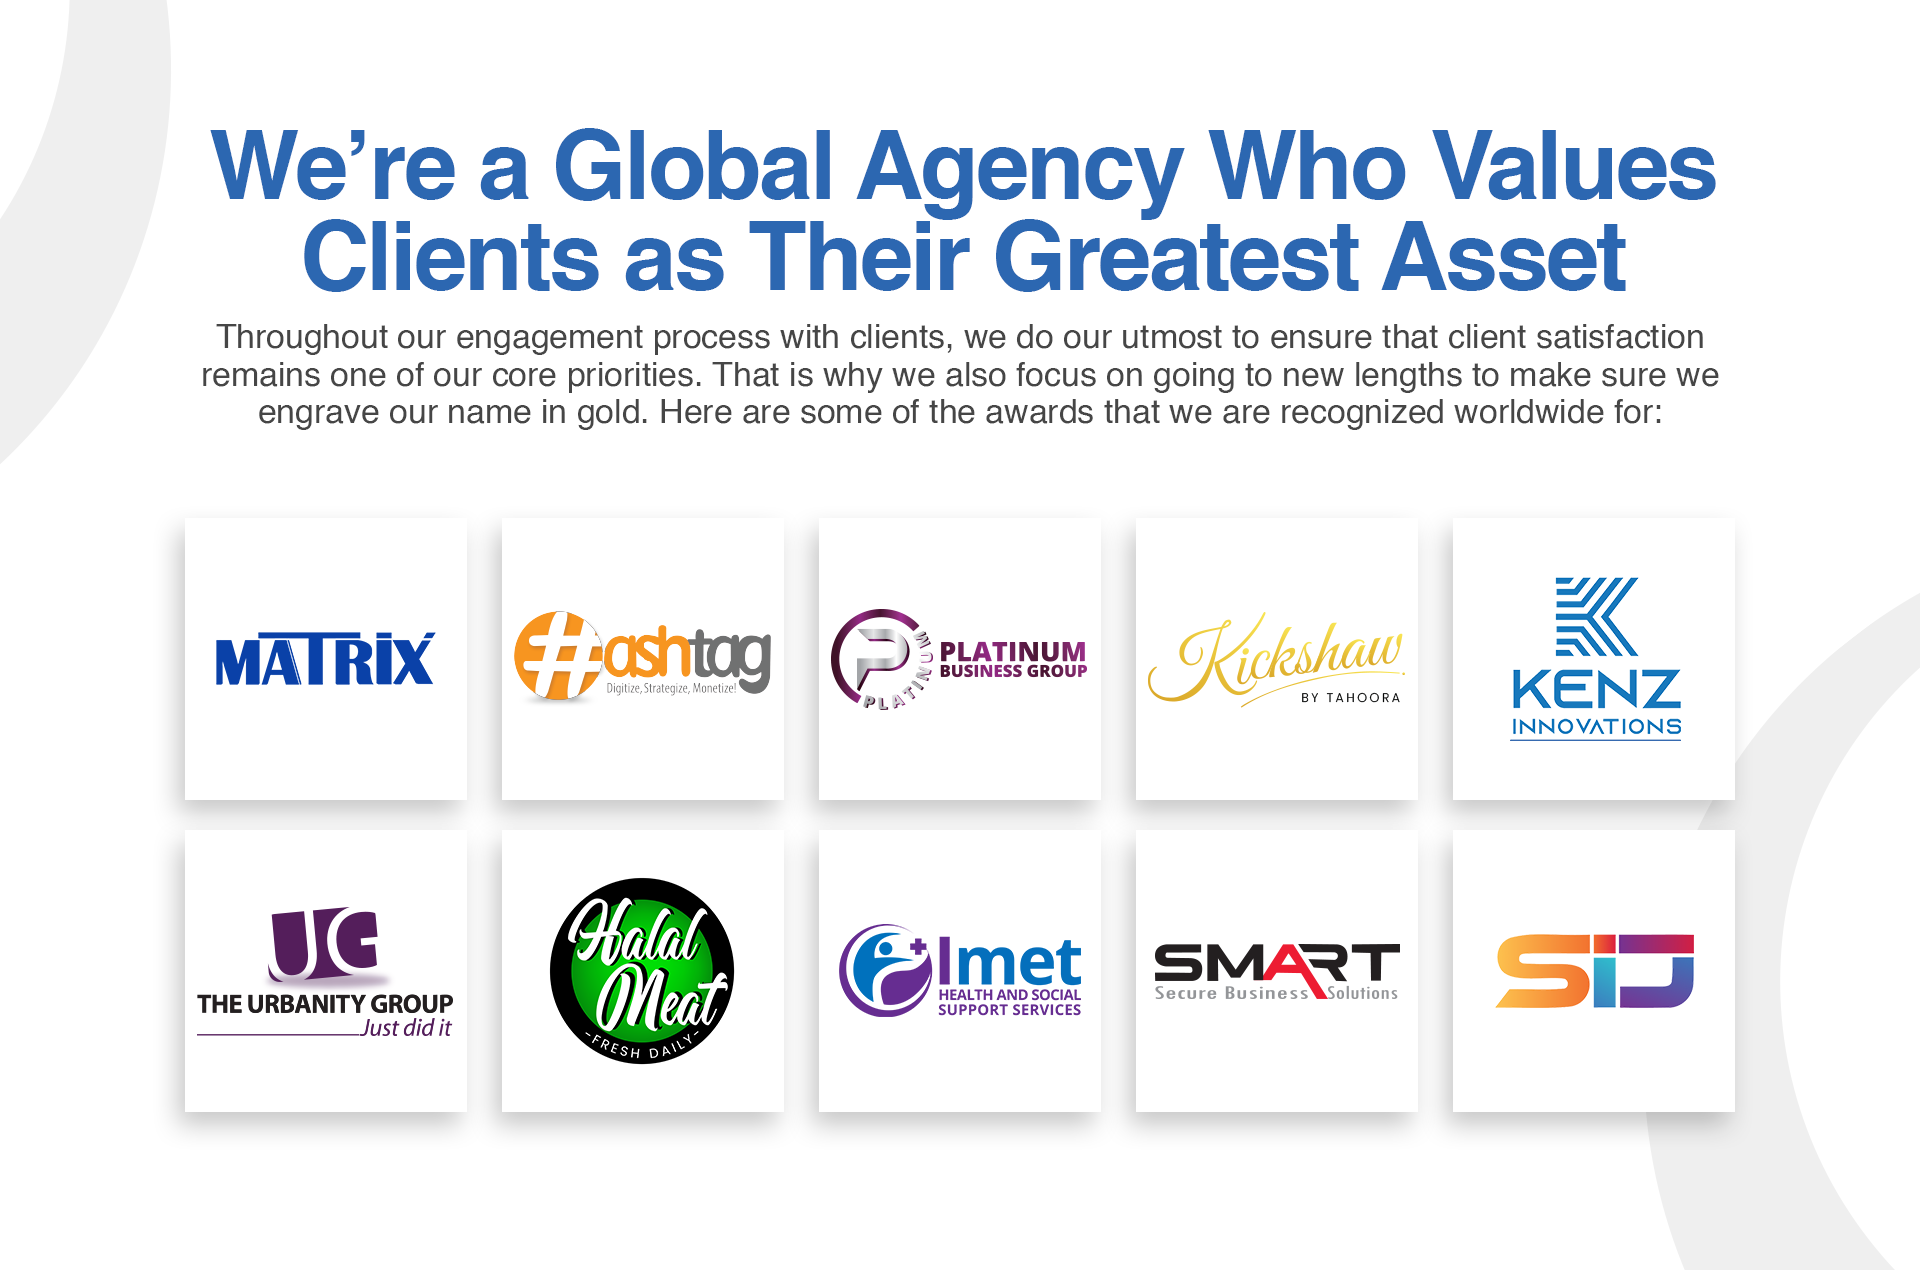 We’re a Global Agency Who Values
Clients as Their Greatest Asset
Throughout our engagement process with clients, we do our utmost to ensure that client satisfaction
remains one of our core priorities. That is why we also focus on going to new lengths to make sure we
engrave our name in gold. Here are some of the awards that we are recognized worldwide for:
MATRIX
#ashtag
Digitize, Strategize, Monetize!
P
PLATINUM
PLATINUM
BUSINESS GROUP
Kickshaw
BY TAHOORA
K
KENZ
INNOVATIONS
UG
THE URBANITY GROUP
Just did it
Halal
Meat
-FRESH DAILY-
Imet
HEALTH AND SOCIAL
SUPPORT SERVICES
SMART
Secure Business Solutions
SiJ